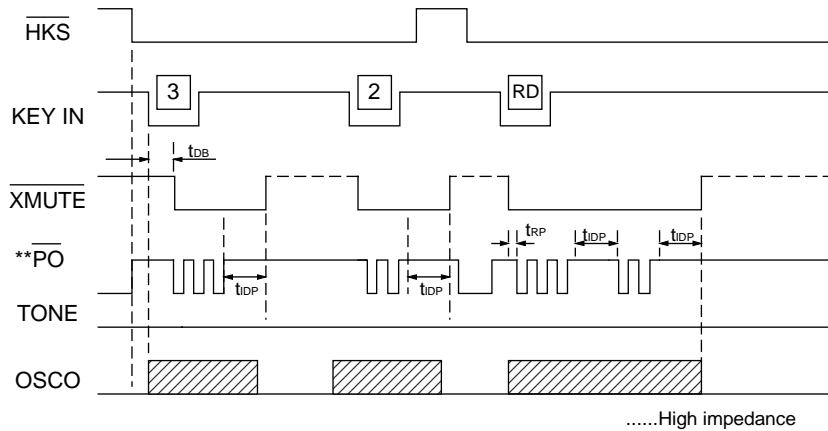 HKS
3 2 RD
KEY IN
tDB
XMUTE
tRP tIDP tIDP
**PO
tIDP tIDP
TONE
OSCO
......High impedance